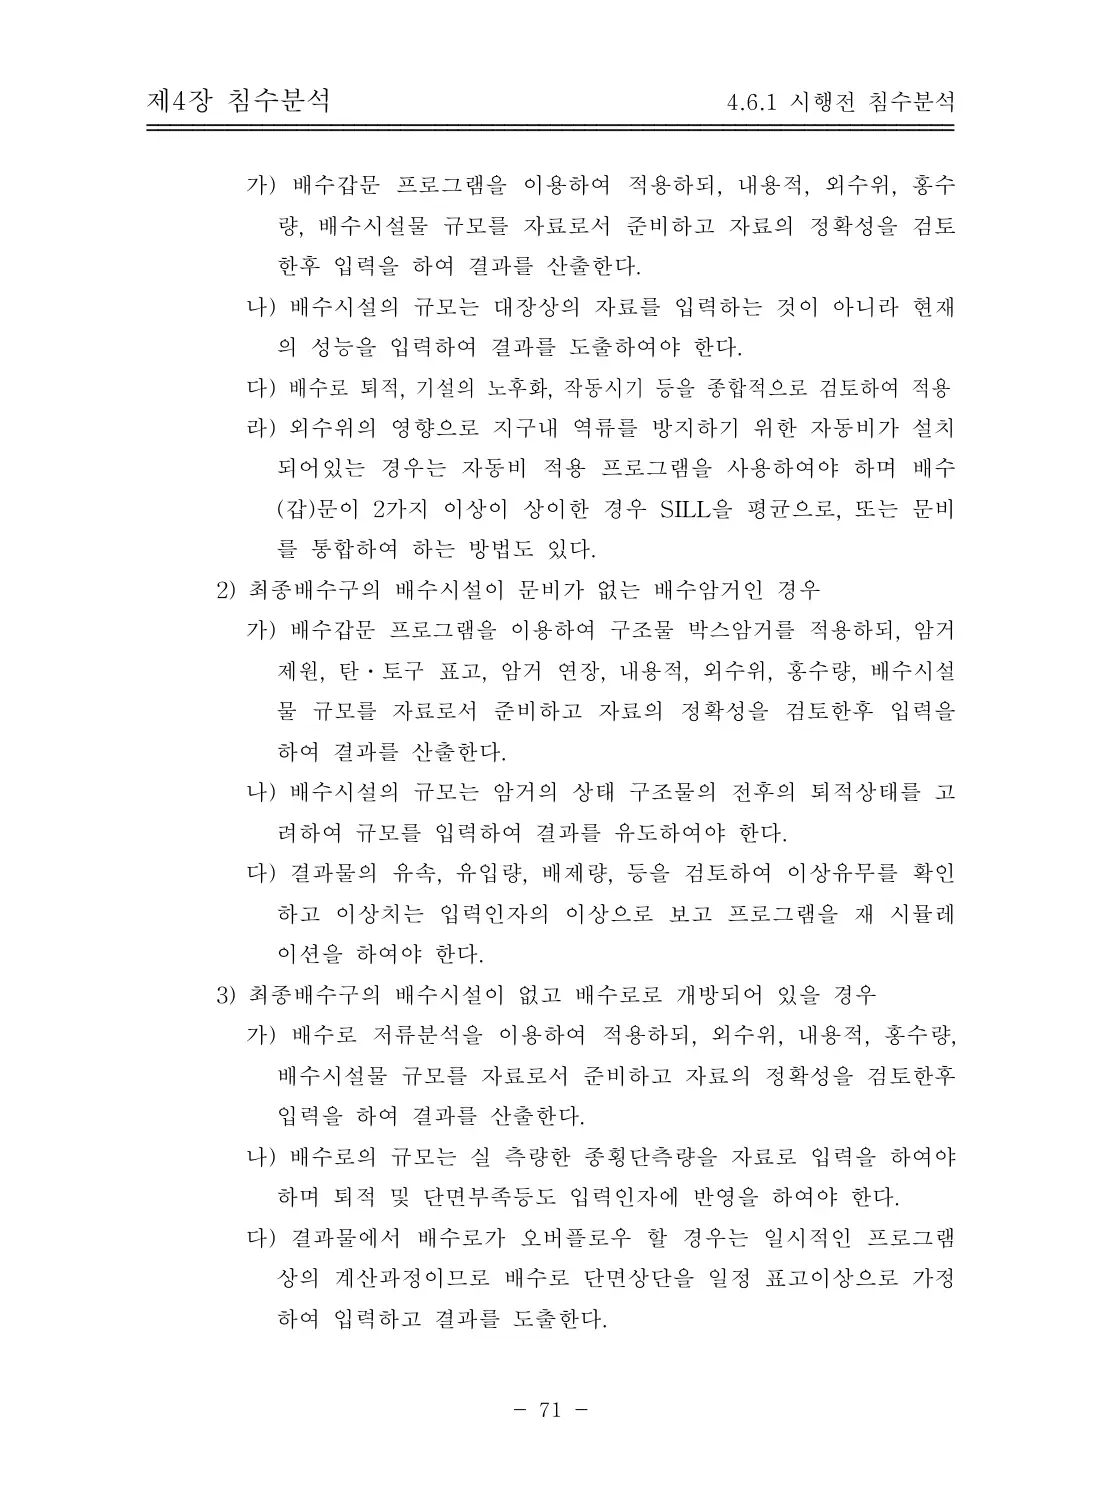 제4장 침수분석
4.6.1 시행전 침수분석
가) 배수갑문 프로그램을 이용하여 적용하되, 내용적, 외수위, 홍수
량, 배수시설물 규모를 자료로서 준비하고 자료의 정확성을 검토
한후 입력을 하여 결과를 산출한다.
나) 배수시설의 규모는 대장상의 자료를 입력하는 것이 아니라 현재
의 성능을 입력하여 결과를 도출하여야 한다.
다) 배수로 퇴적, 기설의 노후화, 작동시기 등을 종합적으로 검토하여 적용
라) 외수위의 영향으로 지구내 역류를 방지하기 위한 자동비가 설치
되어있는 경우는 자동비 적용 프로그램을 사용하여야 하며 배수
(갑)문이 2가지 이상이 상이한 경우 SILL을 평균으로, 또는 문비
를 통합하여 하는 방법도 있다.
2) 최종배수구의 배수시설이 문비가 없는 배수암거인 경우
가) 배수갑문 프로그램을 이용하여 구조물 박스암거를 적용하되, 암거
제원, 탄·토구 표고, 암거 연장, 내용적, 외수위, 홍수량, 배수시설
물 규모를 자료로서 준비하고 자료의 정확성을 검토한후 입력을
하여 결과를 산출한다.
나) 배수시설의 규모는 암거의 상태 구조물의 전후의 퇴적상태를 고
려하여 규모를 입력하여 결과를 유도하여야 한다.
다) 결과물의 유속, 유입량, 배제량, 등을 검토하여 이상유무를 확인
하고 이상치는 입력인자의 이상으로 보고 프로그램을 재 시뮬레
이션을 하여야 한다.
3) 최종배수구의 배수시설이 없고 배수로로 개방되어 있을 경우
가) 배수로 저류분석을 이용하여 적용하되, 외수위, 내용적, 홍수량,
배수시설물 규모를 자료로서 준비하고 자료의 정확성을 검토한후
입력을 하여 결과를 산출한다.
나) 배수로의 규모는 실 측량한 종횡단측량을 자료로 입력을 하여야
하며 퇴적 및 단면부족등도 입력인자에 반영을 하여야 한다.
다) 결과물에서 배수로가 오버플로우 할 경우는 일시적인 프로그램
상의 계산과정이므로 배수로 단면상단을 일정 표고이상으로 가정
하여 입력하고 결과를 도출한다.
- 71 -